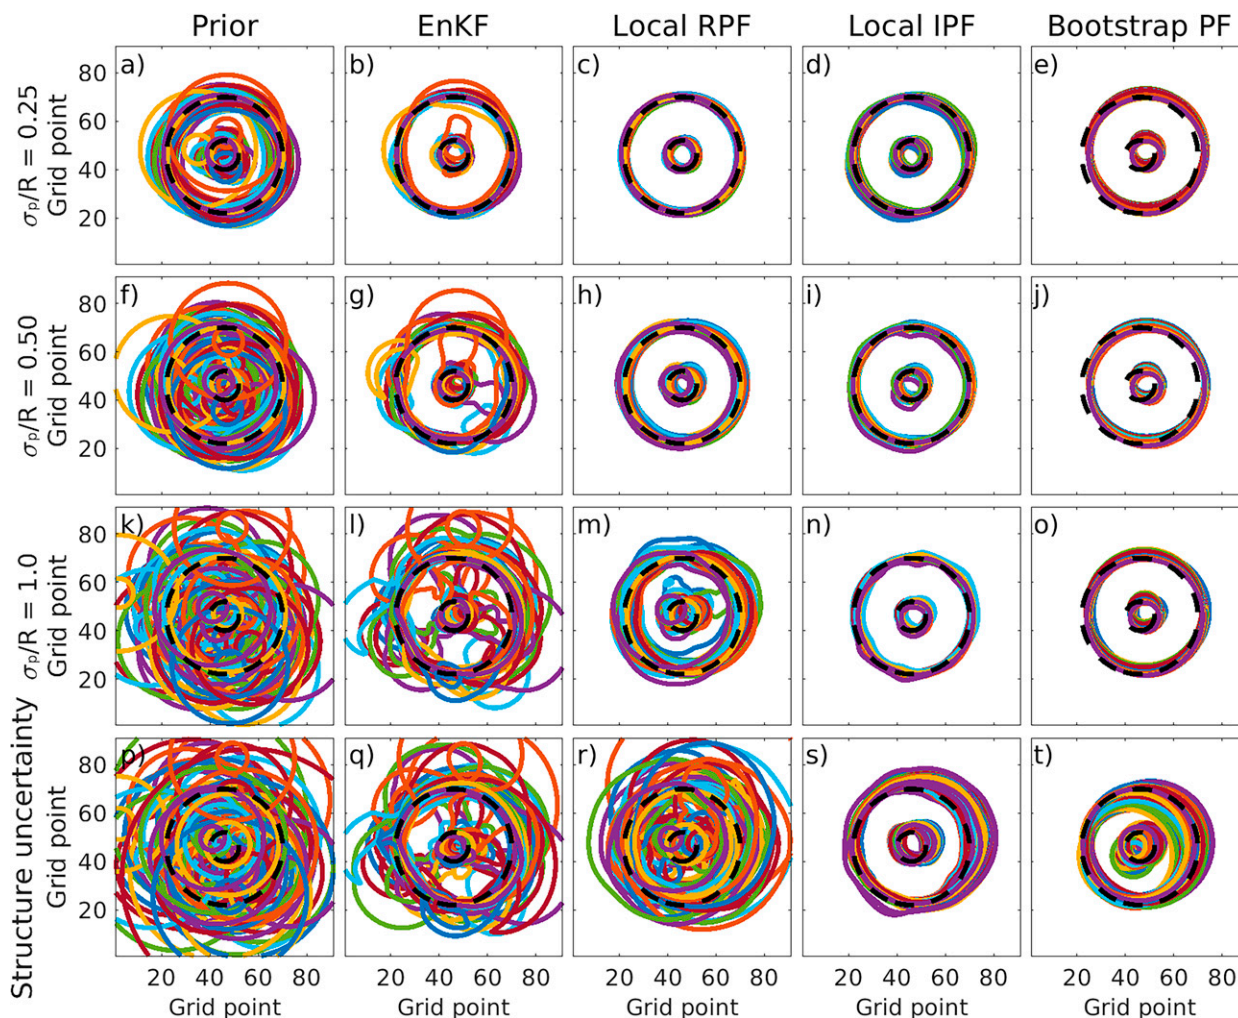 Prior EnKF Local RPF Local IPF Bootstrap PF
σp/R = 0.25
Grid point
a) b) c) d) e)
80
60
40
20
σp/R = 0.50
Grid point
f) g) h) i) j)
80
60
40
20
σp/R = 1.0
Grid point
k) l) m) n) o)
80
60
40
20
Structure uncertainty
Grid point
p) q) r) s) t)
80
60
40
20
20 40 60 80 20 40 60 80 20 40 60 80 20 40 60 80 20 40 60 80
Grid point Grid point Grid point Grid point Grid point